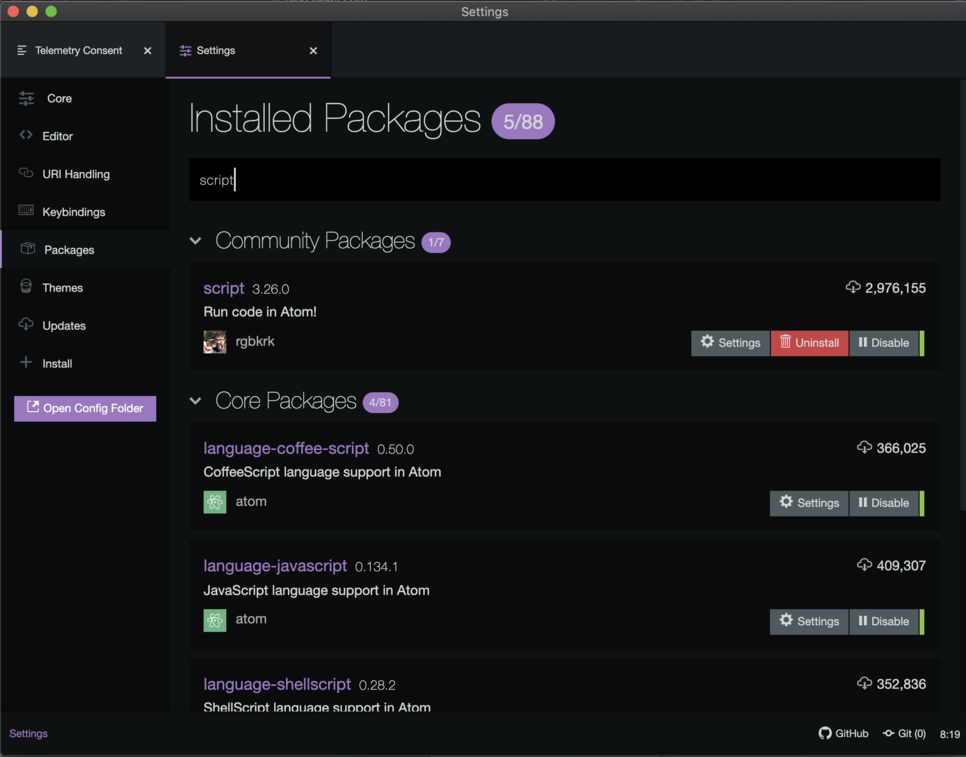 Settings
Telemetry Consent
Settings
Core
Editor
URI Handling
Keybindings
Packages
Themes
Updates
Install
Open Config Folder
Installed Packages 5/88
script
Community Packages 1/7
script 3.26.0 2,976,155
Run code in Atom!
rgbkrk
Settings Uninstall Disable
Core Packages 4/81
language-coffee-script 0.50.0 366,025
CoffeeScript language support in Atom
atom
Settings Disable
language-javascript 0.134.1 409,307
JavaScript language support in Atom
atom
Settings Disable
language-shellscript 0.28.2 352,836
ShellScript language support in Atom
Settings GitHub Git (0) 8:19